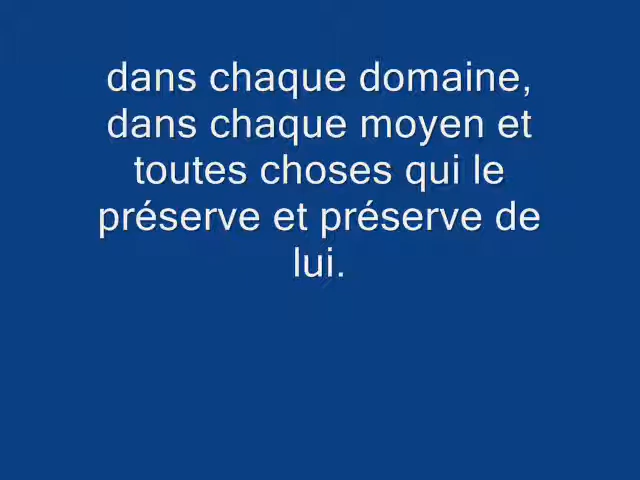 dans chaque domaine,
dans chaque moyen et
toutes choses qui le
préserve et préserve de
lui.